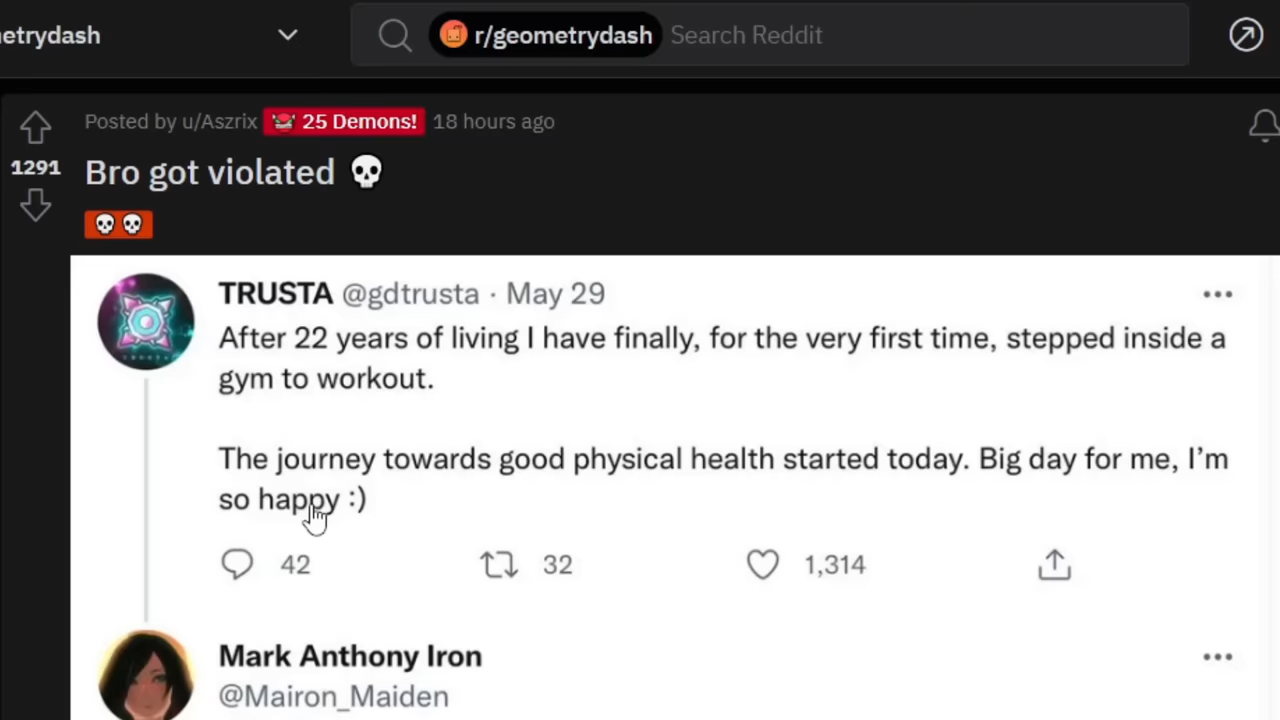 etrydash
r/geometrydash Search Reddit
Posted by u/Aszrix 25 Demons! 18 hours ago
1291
Bro got violated 💀
💀💀
TRUSTA @gdtrusta · May 29
After 22 years of living I have finally, for the very first time, stepped inside a
gym to workout.
The journey towards good physical health started today. Big day for me, I'm
so happy :)
42 32 1,314
Mark Anthony Iron
@Mairon_Maiden